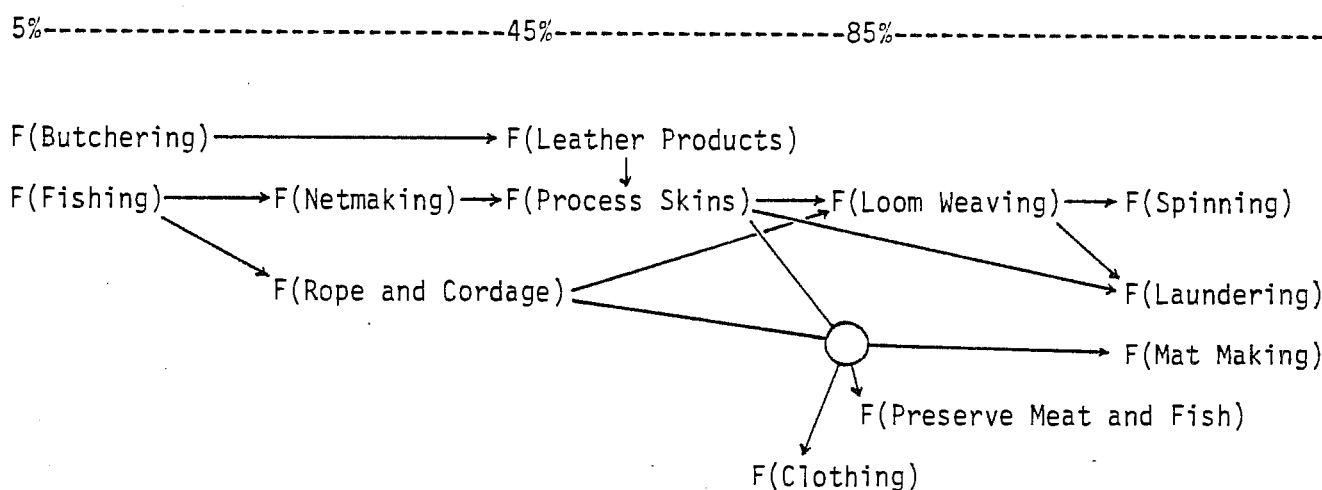 5%--------------------------45%----------------85%-----------------------
F(Butchering) F(Leather Products)
F(Fishing) F(Netmaking) F(Process Skins) F(Loom Weaving) F(Spinning)
F(Rope and Cordage) F(Laundering)
F(Mat Making)
F(Preserve Meat and Fish)
F(Clothing)